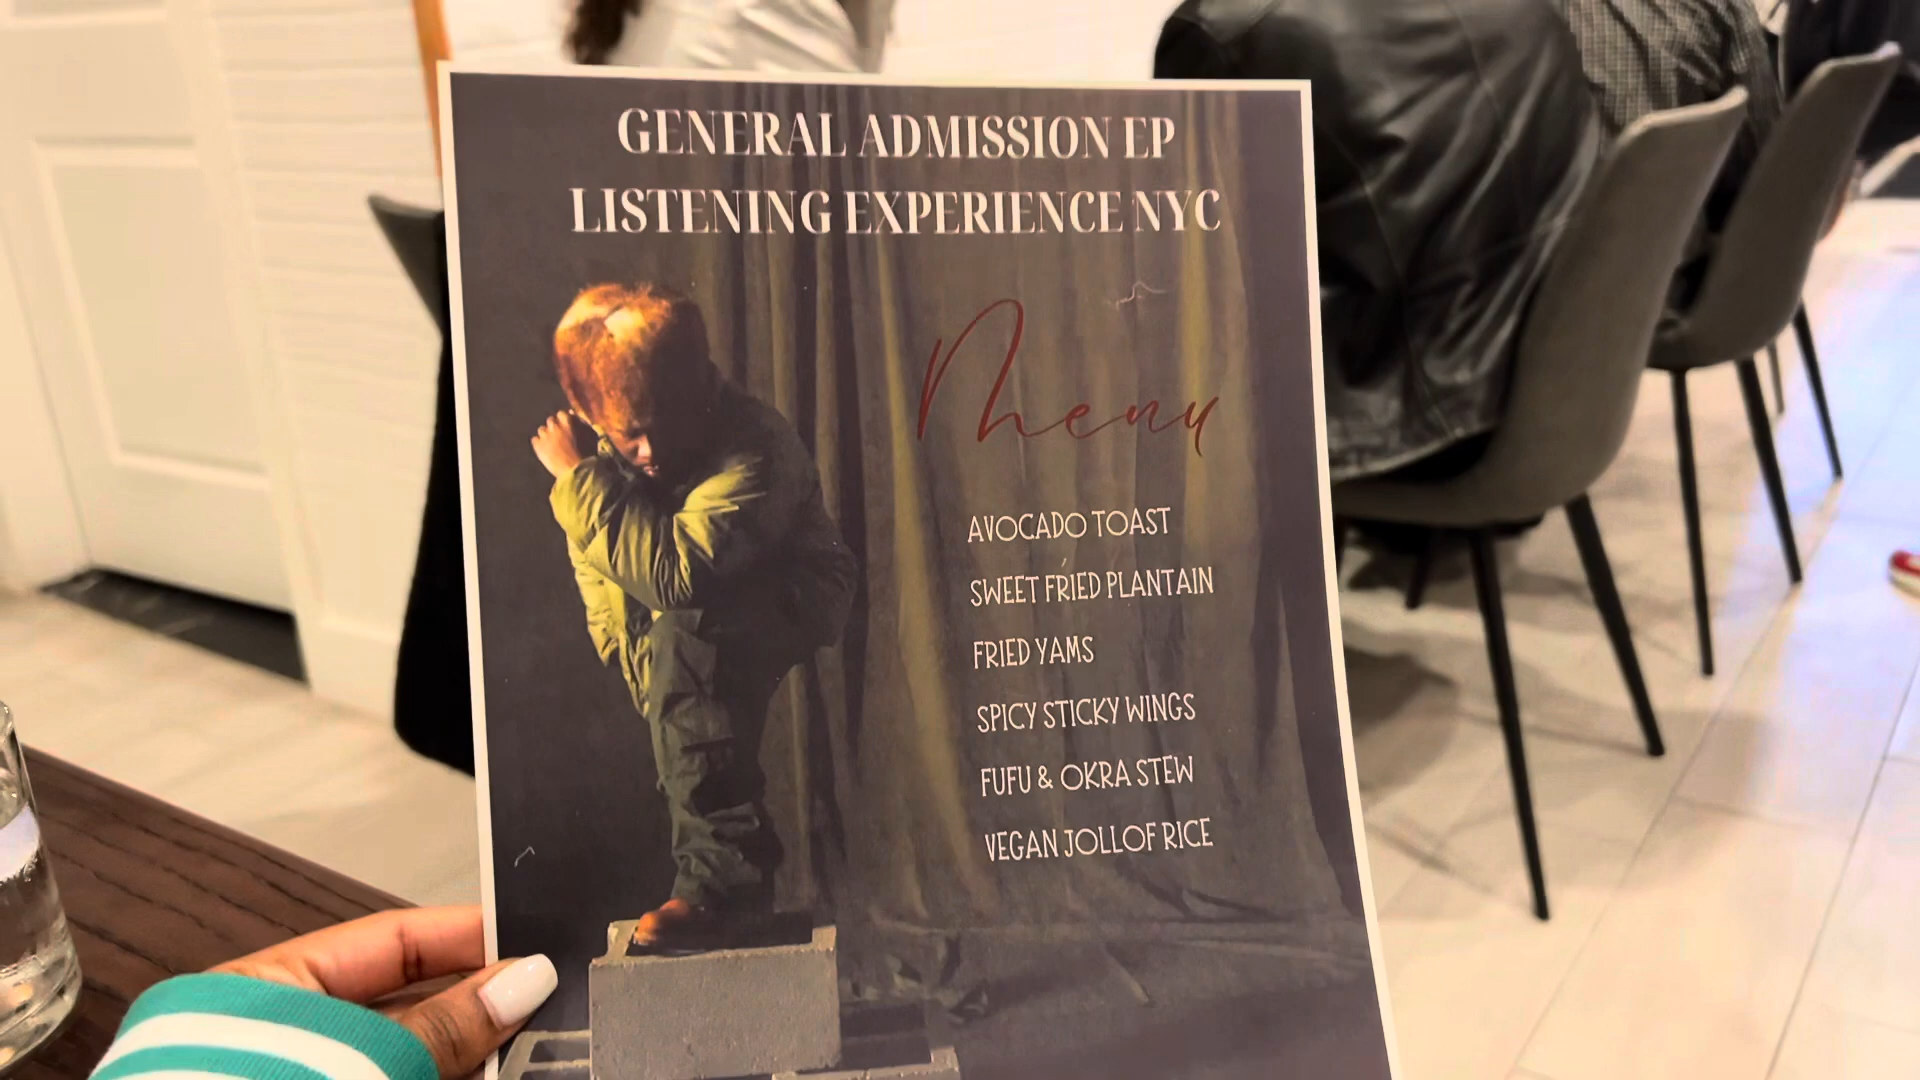 GENERAL ADMISSION EP
LISTENING EXPERIENCE NYC
Menu
AVOCADO TOAST
SWEET FRIED PLANTAIN
FRIED YAMS
SPICY STICKY WINGS
FUFU & OKRA STEW
VEGAN JOLLOF RICE